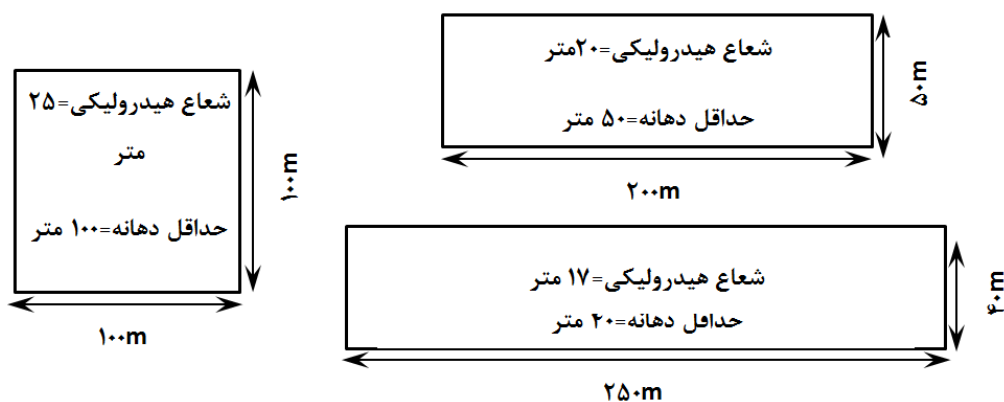 شعاع هیدرولیکی=۲۵
متر
حداقل دهانه=۱۰۰ متر
۱۰۰m
۱۰۰m
شعاع هیدرولیکی=۲۰متر
حداقل دهانه=۵۰ متر
۵۰m
۲۰۰m
شعاع هیدرولیکی=۱۷ متر
حداقل دهانه=۲۰ متر
۴۰m
۲۵۰m